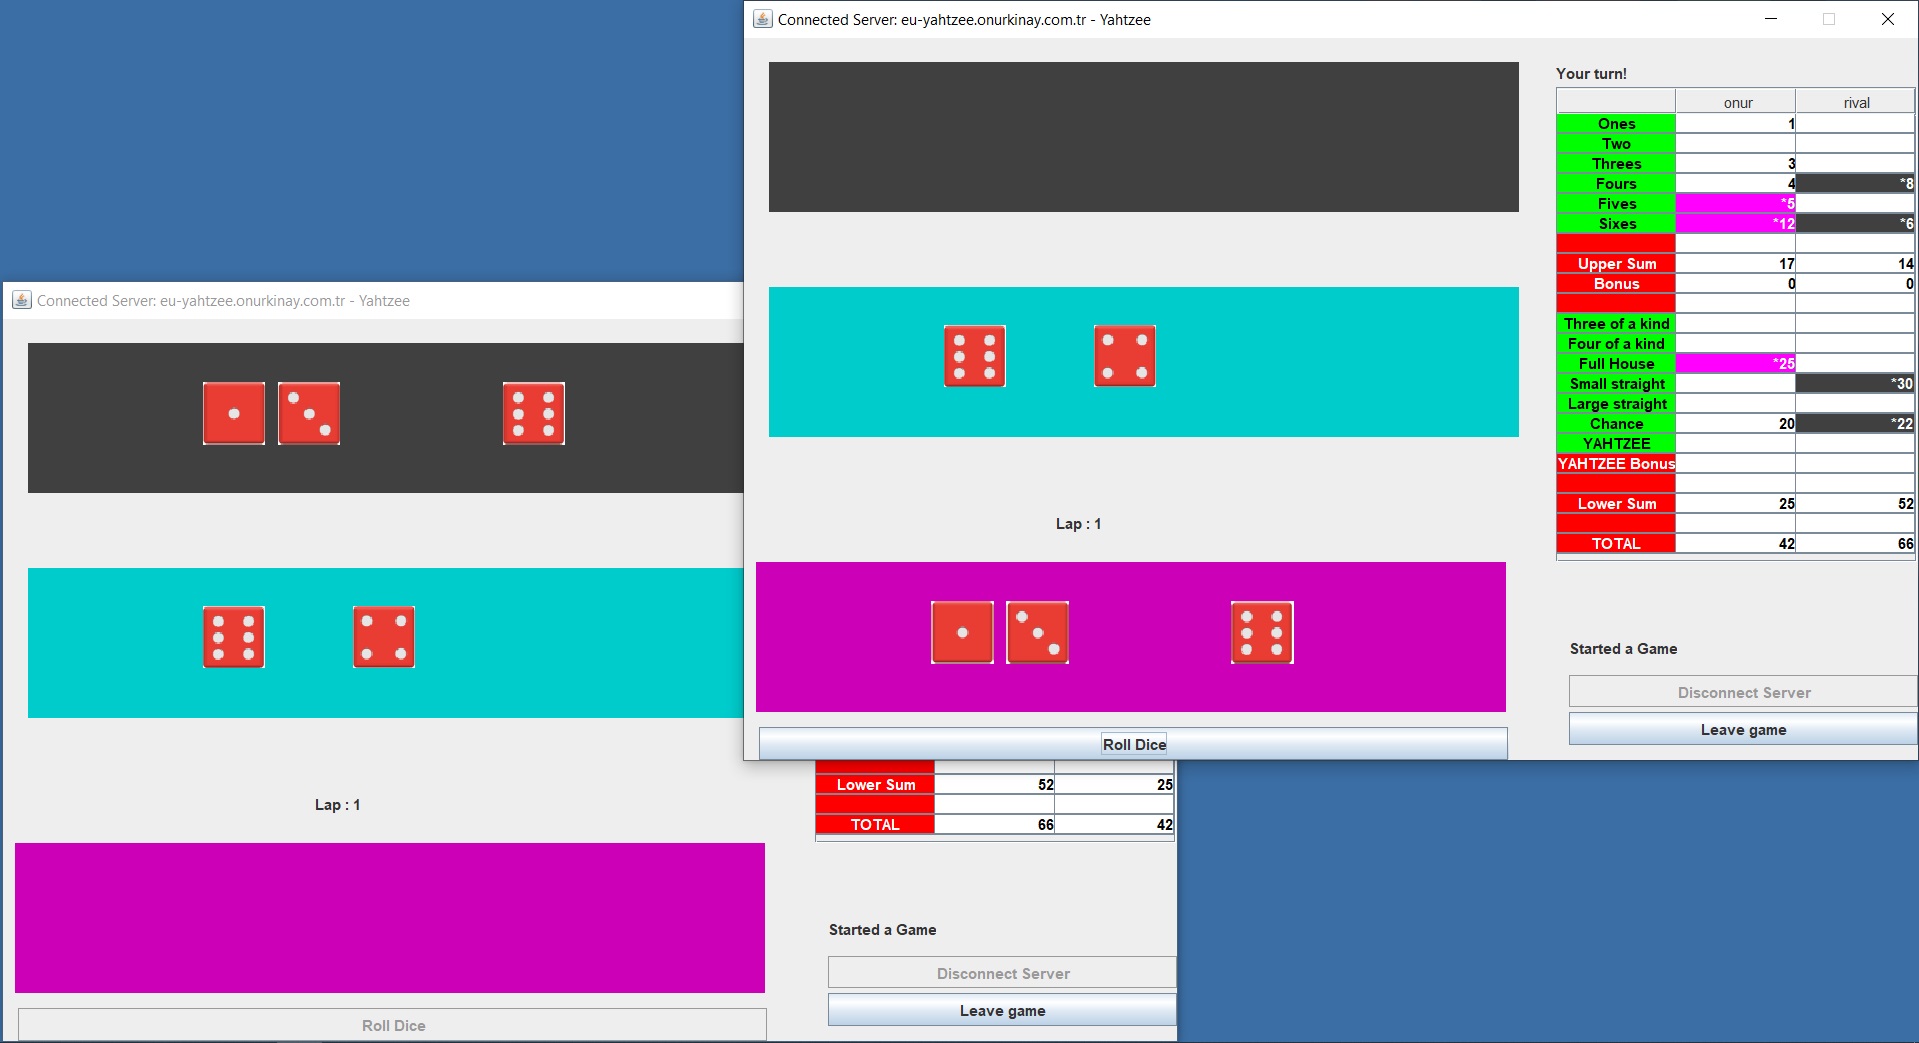 Connected Server: eu-yahtzee.onurkinay.com.tr - Yahtzee
Your turn!
onur rival
Ones 1
Two
Threes 3
Fours 4 *8
Fives *5
Sixes *12 *6
Upper Sum 17 14
Bonus 0 0
Three of a kind
Four of a kind
Full House *25
Small straight *30
Large straight
Chance 20 *22
YAHTZEE
YAHTZEE Bonus
Lower Sum 25 52
TOTAL 42 66
Lap : 1
Started a Game
Disconnect Server
Leave game
Roll Dice
Connected Server: eu-yahtzee.onurkinay.com.tr - Yahtzee
Lower Sum 52 25
TOTAL 66 42
Lap : 1
Started a Game
Disconnect Server
Leave game
Roll Dice